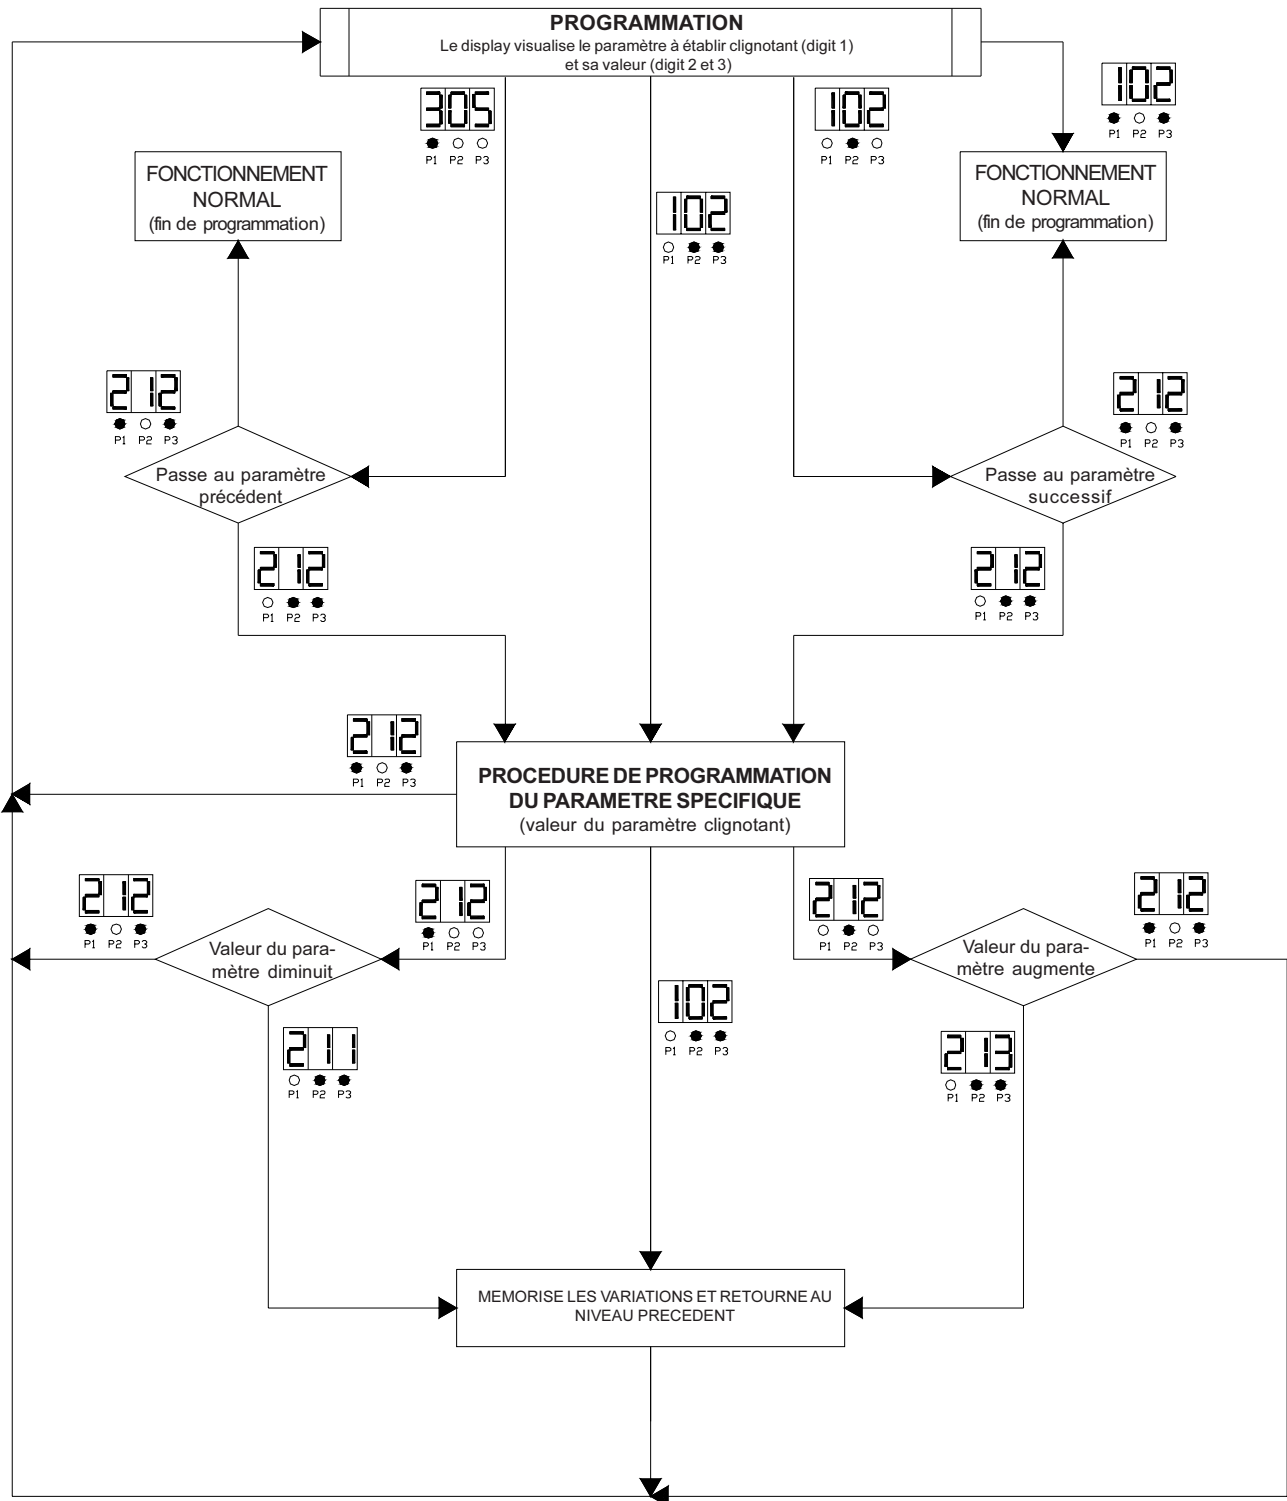 PROGRAMMATION
Le display visualise le paramètre à établir clignotant (digit 1)
et sa valeur (digit 2 et 3)
305
P1 P2 P3
102
P1 P2 P3
102
P1 P2 P3
FONCTIONNEMENT
NORMAL
(fin de programmation)
FONCTIONNEMENT
NORMAL
(fin de programmation)
102
P1 P2 P3
212
P1 P2 P3
212
P1 P2 P3
Passe au paramètre
précédent
Passe au paramètre
successif
212
P1 P2 P3
212
P1 P2 P3
212
P1 P2 P3
PROCEDURE DE PROGRAMMATION
DU PARAMETRE SPECIFIQUE
(valeur du paramètre clignotant)
212
P1 P2 P3
212
P1 P2 P3
212
P1 P2 P3
212
P1 P2 P3
Valeur du para-
mètre diminuit
Valeur du para-
mètre augmente
102
P1 P2 P3
211
P1 P2 P3
213
P1 P2 P3
MEMORISE LES VARIATIONS ET RETOURNE AU
NIVEAU PRECEDENT